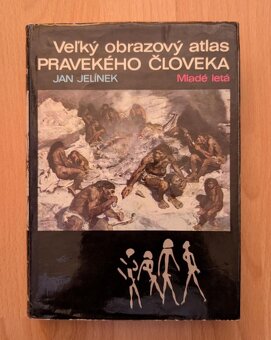 Veľký obrazový atlas
PRAVEKÉHO ČLOVEKA
JAN JELÍNEK Mladé letá